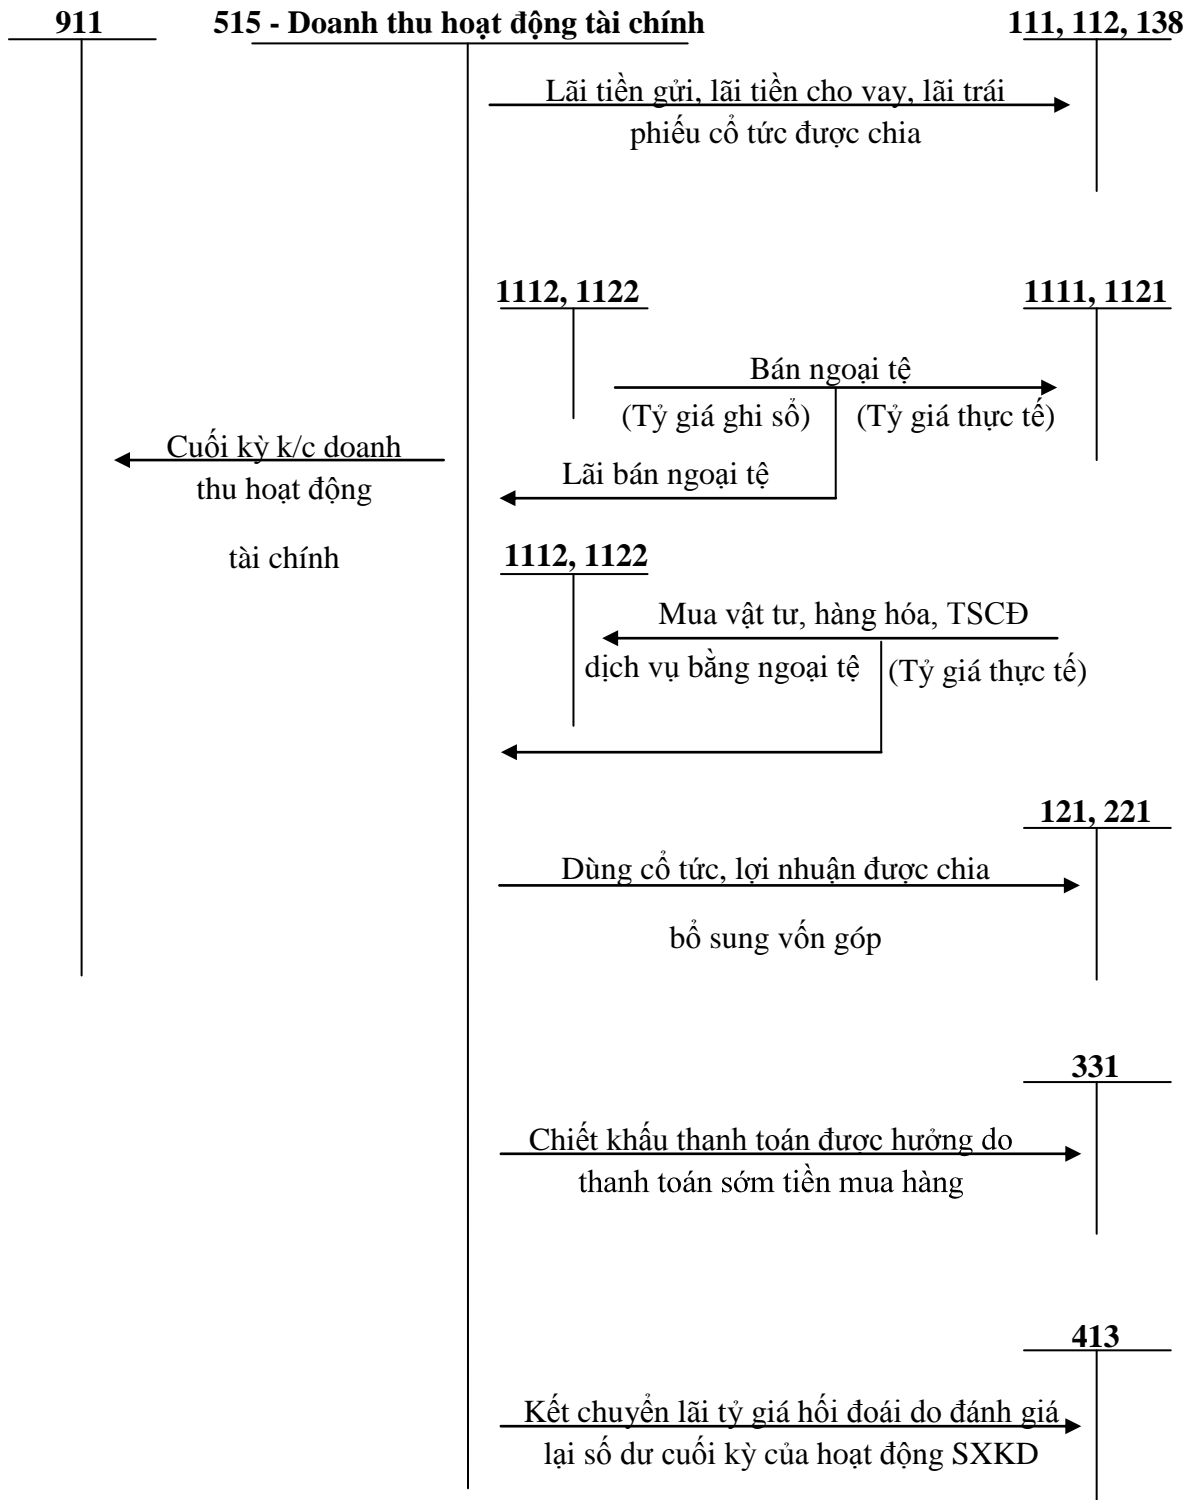 911
515 - Doanh thu hoạt động tài chính
111, 112, 138
Lãi tiền gửi, lãi tiền cho vay, lãi trái
phiếu cổ tức được chia
1112, 1122
1111, 1121
Bán ngoại tệ
(Tỷ giá ghi sổ)
(Tỷ giá thực tế)
Lãi bán ngoại tệ
Cuối kỳ k/c doanh
thu hoạt động
tài chính
1112, 1122
Mua vật tư, hàng hóa, TSCĐ
dịch vụ bằng ngoại tệ
(Tỷ giá thực tế)
121, 221
Dùng cổ tức, lợi nhuận được chia
bổ sung vốn góp
331
Chiết khấu thanh toán được hưởng do
thanh toán sớm tiền mua hàng
413
Kết chuyển lãi tỷ giá hối đoái do đánh giá
lại số dư cuối kỳ của hoạt động SXKD